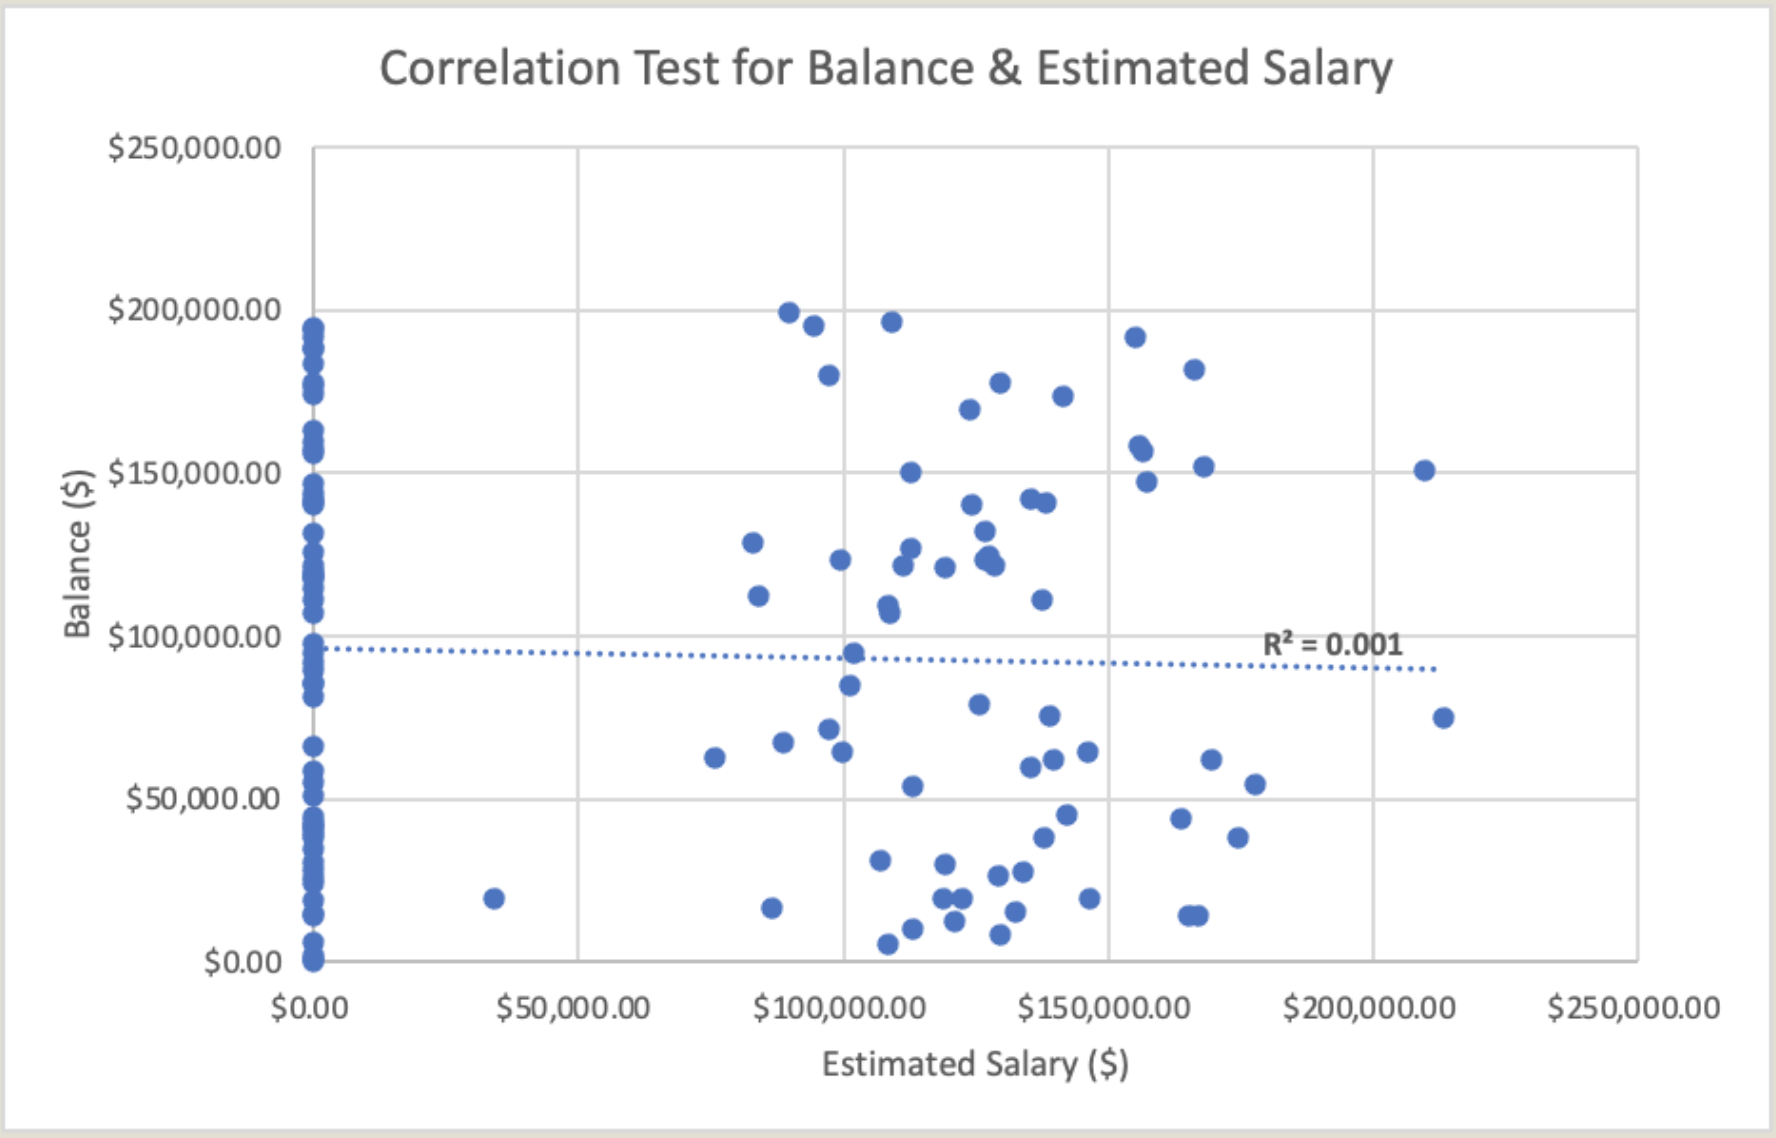 Correlation Test for Balance & Estimated Salary
$250,000.00
$200,000.00
$150,000.00
$100,000.00
$50,000.00
$0.00
Balance ($)
R² = 0.001
$0.00 $50,000.00 $100,000.00 $150,000.00 $200,000.00 $250,000.00
Estimated Salary ($)